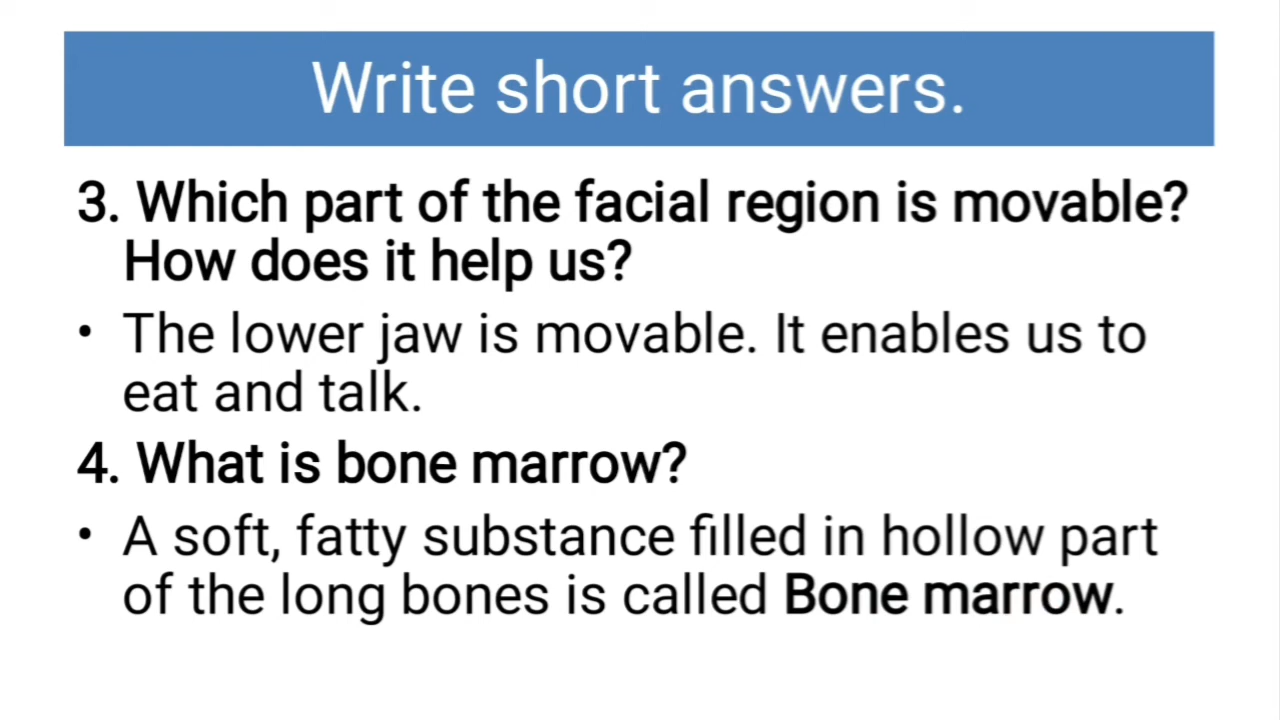 Write short answers.
3. Which part of the facial region is movable?
How does it help us?
• The lower jaw is movable. It enables us to
eat and talk.
4. What is bone marrow?
• A soft, fatty substance filled in hollow part
of the long bones is called Bone marrow.